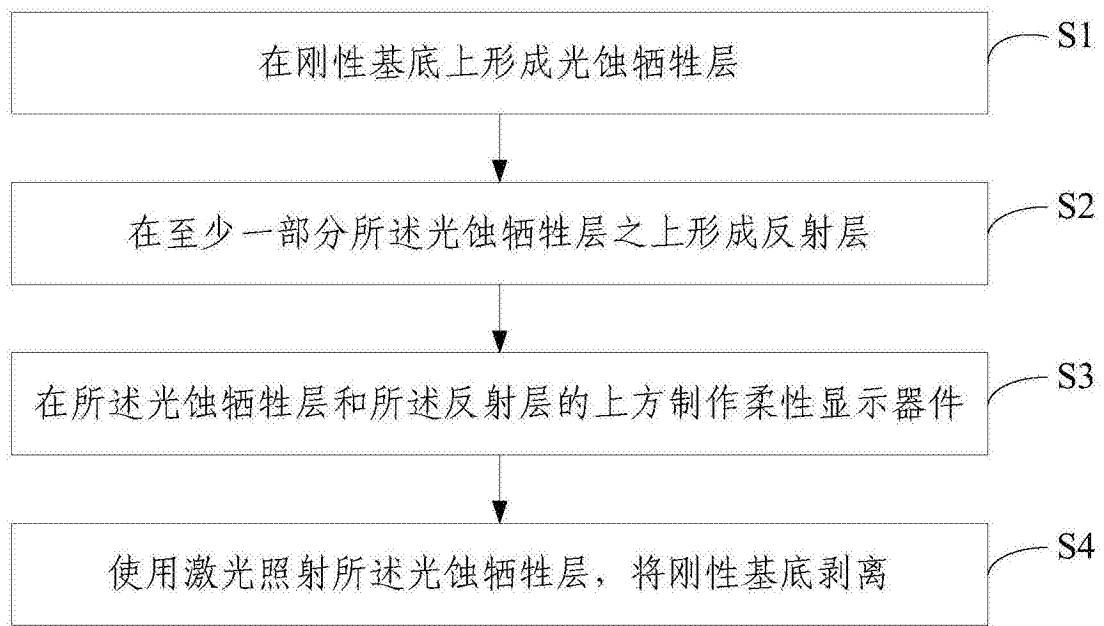 在刚性基底上形成光蚀牺牲层
S1
在至少一部分所述光蚀牺牲层之上形成反射层
S2
在所述光蚀牺牲层和所述反射层的上方制作柔性显示器件
S3
使用激光照射所述光蚀牺牲层，将刚性基底剥离
S4